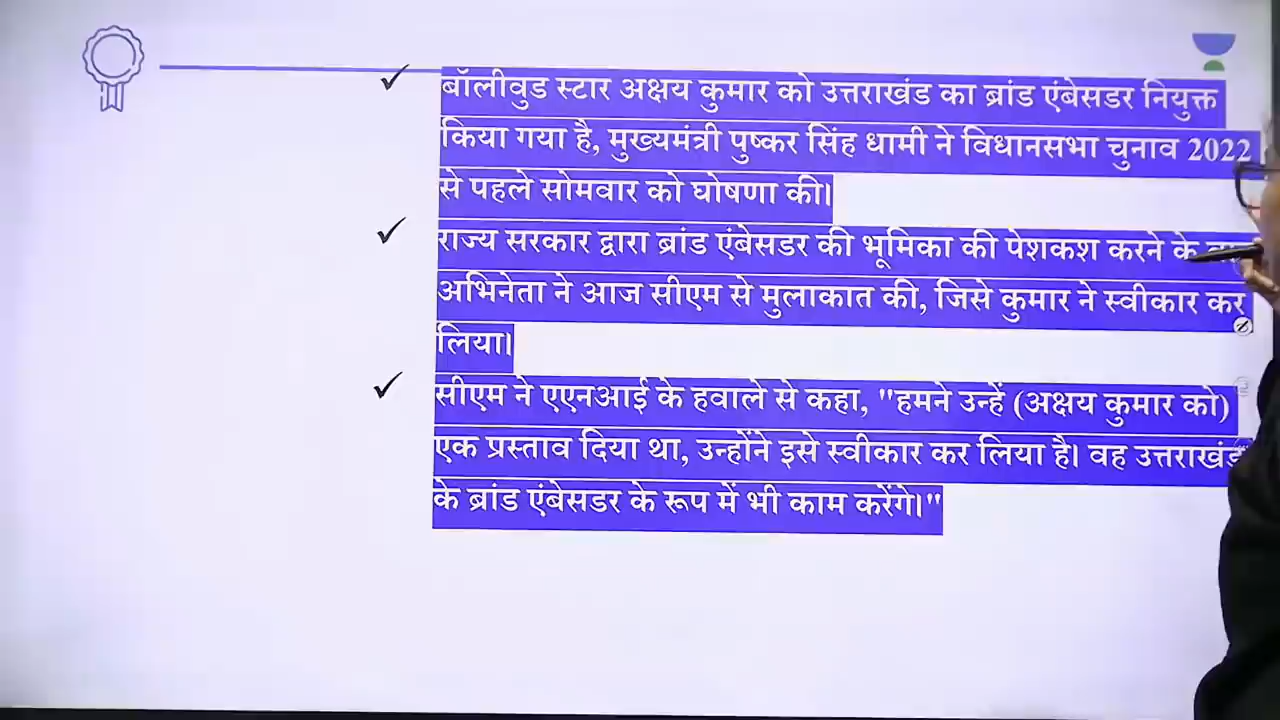 बॉलीवुड स्टार अक्षय कुमार को उत्तराखंड का ब्रांड एंबेसडर नियुक्त
किया गया है, मुख्यमंत्री पुष्कर सिंह धामी ने विधानसभा चुनाव 2022
से पहले सोमवार को घोषणा की।
राज्य सरकार द्वारा ब्रांड एंबेसडर की भूमिका की पेशकश करने के
अभिनेता ने आज सीएम से मुलाकात की, जिसे कुमार ने स्वीकार कर
लिया।
सीएम ने एएनआई के हवाले से कहा, "हमने उन्हें (अक्षय कुमार को)
एक प्रस्ताव दिया था, उन्होंने इसे स्वीकार कर लिया है। वह उत्तराखंड
के ब्रांड एंबेसडर के रूप में भी काम करेंगे।"